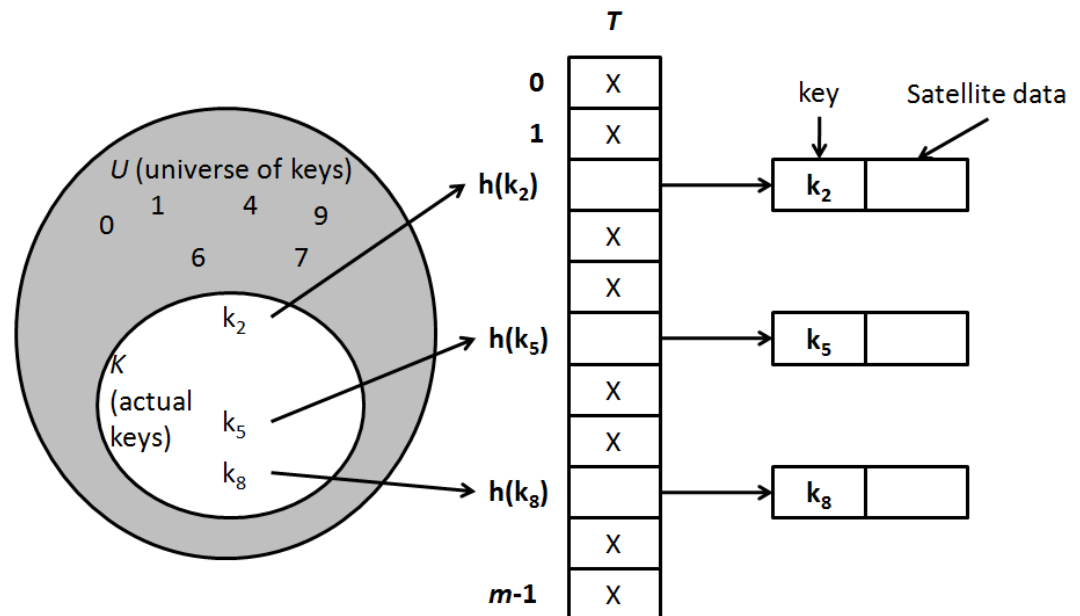 T
0
X
1
X
key
Satellite data
U (universe of keys)
0
1
4
9
6
7
h(k₂)
k₂
X
X
k₂
K
(actual
keys)
k₅
k₈
h(k₅)
k₅
X
X
h(k₈)
k₈
X
m-1
X